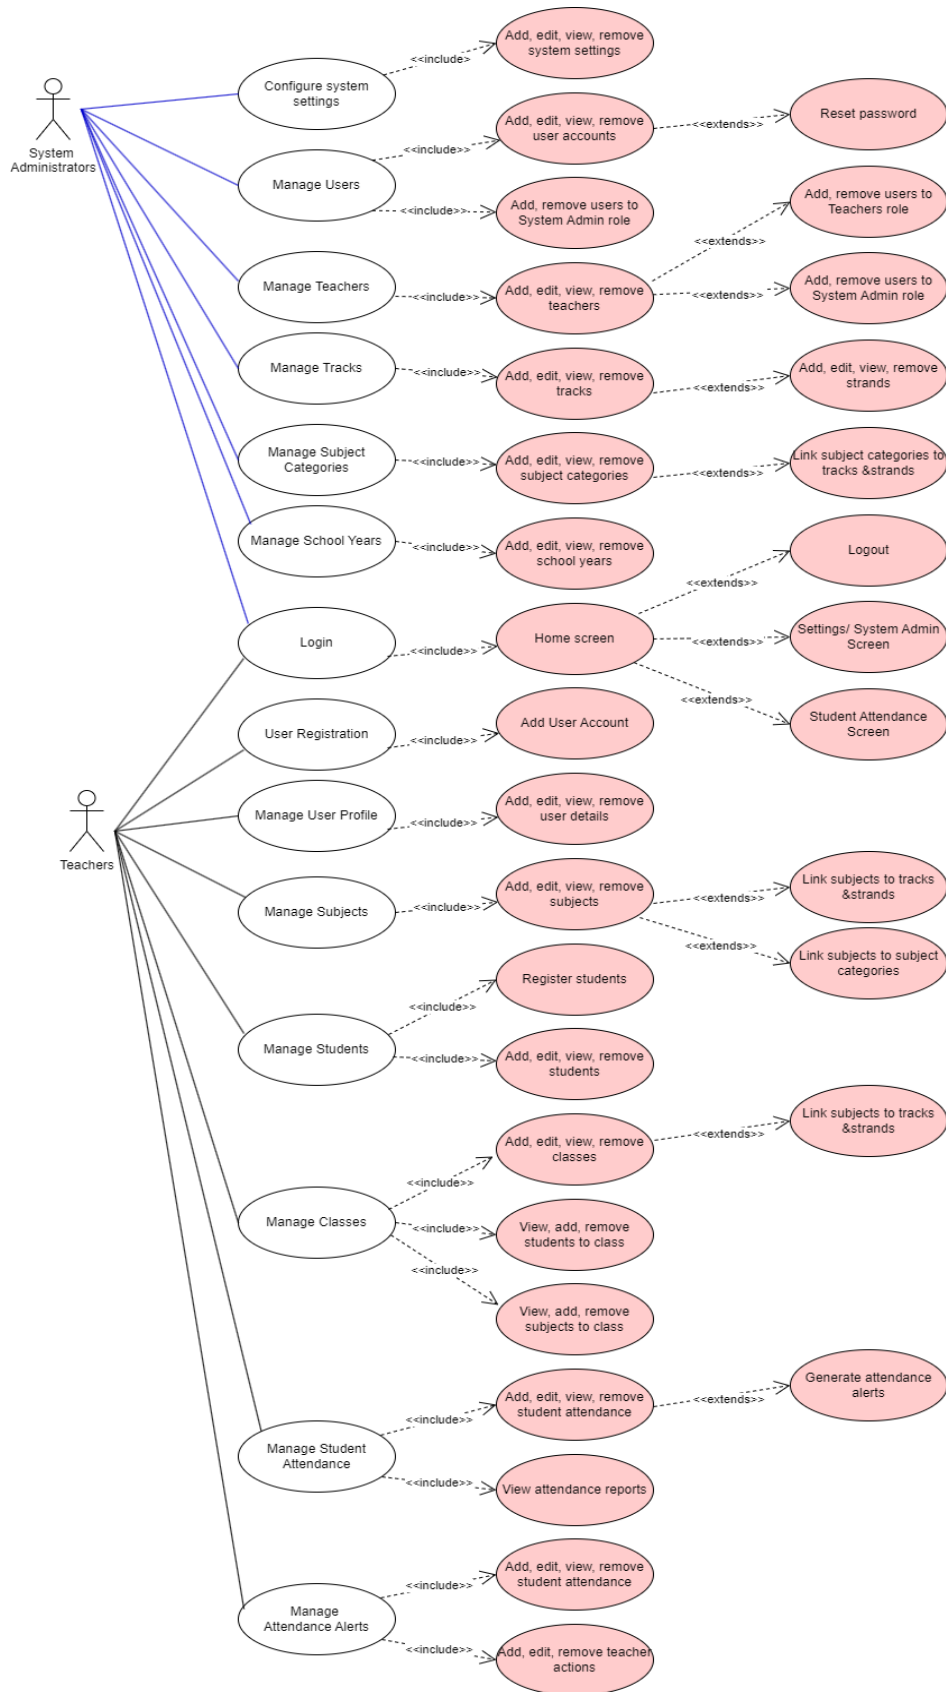 Add, edit, view, remove
system settings
<<include>
Configure system
settings
System
Administrators
Add, edit, view, remove
user accounts
<<extends>>
Reset password
<<include>>
Manage Users
Add, remove users to
System Admin role
<<include>>
Add, remove users to
Teachers role
<<extends>>
Manage Teachers
<<include>>
Add, edit, view, remove
teachers
<<extends>>
Add, remove users to
System Admin role
Manage Tracks
<<include>>
Add, edit, view, remove
tracks
<<extends>>
Add, edit, view, remove
strands
Manage Subject
Categories
<<include>>
Add, edit, view, remove
subject categories
<<extends>>
Link subject categories to
tracks &strands
Manage School Years
<<include>>
Add, edit, view, remove
school years
Logout
<<extends>>
Login
<<include>>
Home screen
<<extends>>
Settings/ System Admin
Screen
<<extends>>
Student Attendance
Screen
User Registration
<<include>>
Add User Account
Manage User Profile
<<include>>
Add, edit, view, remove
user details
Teachers
Manage Subjects
<<include>>
Add, edit, view, remove
subjects
<<extends>>
Link subjects to tracks
&strands
<<extends>>
Link subjects to subject
categories
Register students
<<include>>
Manage Students
<<include>>
Add, edit, view, remove
students
Add, edit, view, remove
classes
<<extends>>
Link subjects to tracks
&strands
<<include>>
Manage Classes
<<include>>
View, add, remove
students to class
<<include>>
View, add, remove
subjects to class
Add, edit, view, remove
student attendance
<<extends>>
Generate attendance
alerts
<<include>>
Manage Student
Attendance
<<include>>
View attendance reports
Add, edit, view, remove
student attendance
<<include>>
Manage
Attendance Alerts
<<include>>
Add, edit, remove teacher
actions